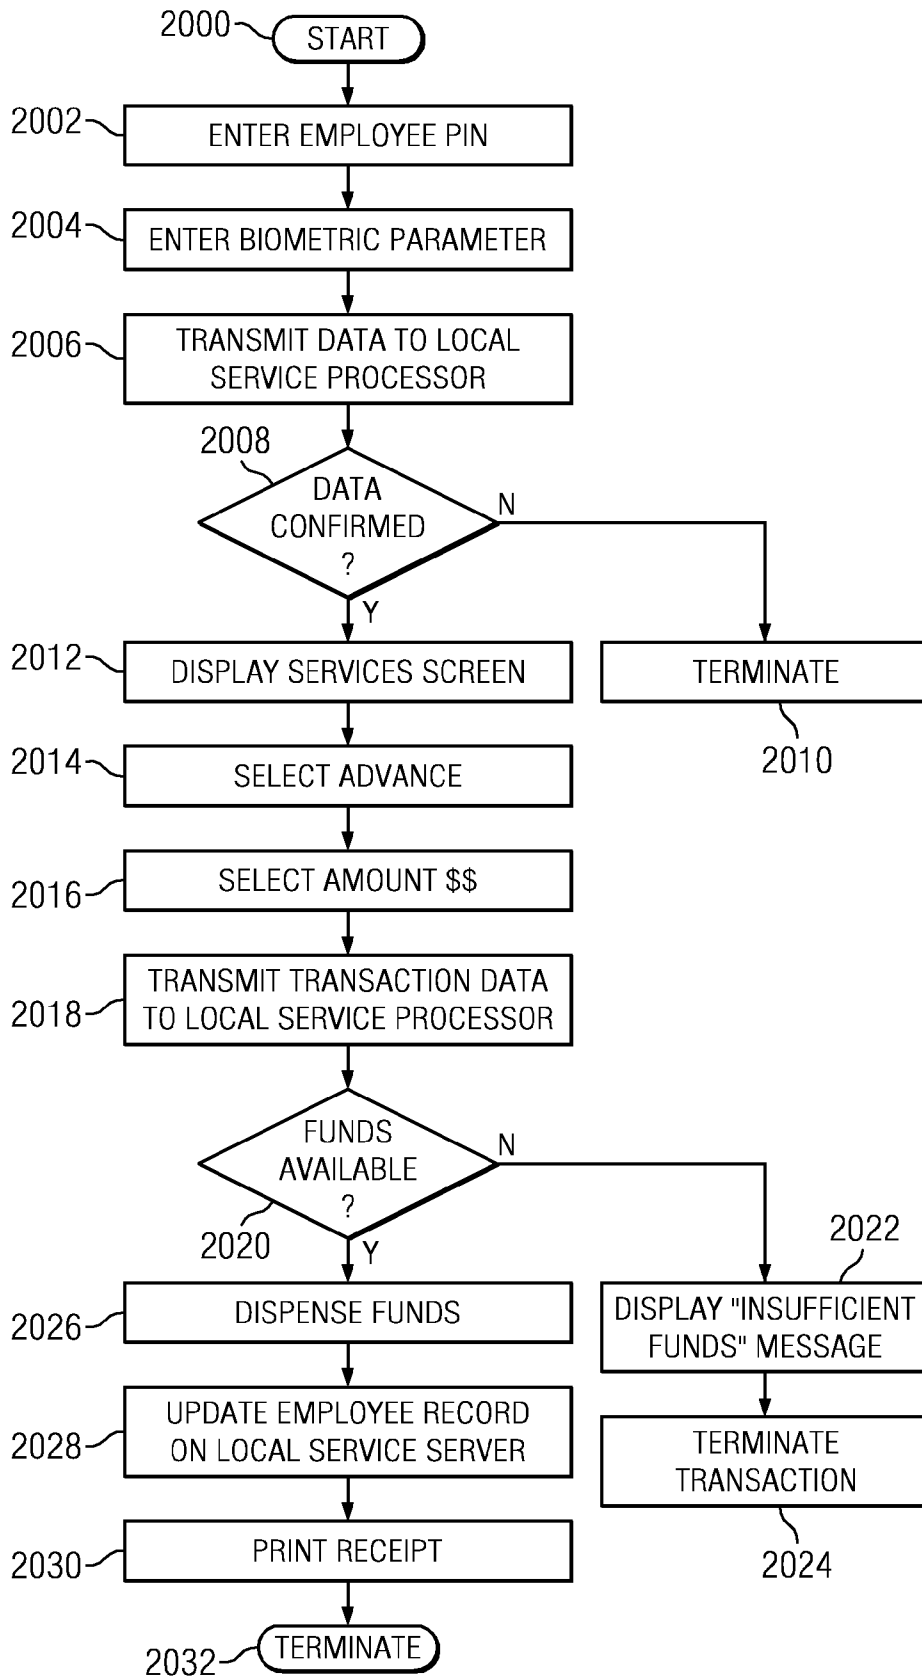 2000
START
2002
ENTER EMPLOYEE PIN
2004
ENTER BIOMETRIC PARAMETER
2006
TRANSMIT DATA TO LOCAL
SERVICE PROCESSOR
2008
DATA
CONFIRMED
?
N
Y
2012
DISPLAY SERVICES SCREEN
TERMINATE
2010
2014
SELECT ADVANCE
2016
SELECT AMOUNT $$
2018
TRANSMIT TRANSACTION DATA
TO LOCAL SERVICE PROCESSOR
FUNDS
AVAILABLE
?
N
2020
Y
2022
2026
DISPENSE FUNDS
DISPLAY "INSUFFICIENT
FUNDS" MESSAGE
2028
UPDATE EMPLOYEE RECORD
ON LOCAL SERVICE SERVER
TERMINATE
TRANSACTION
2024
2030
PRINT RECEIPT
2032
TERMINATE